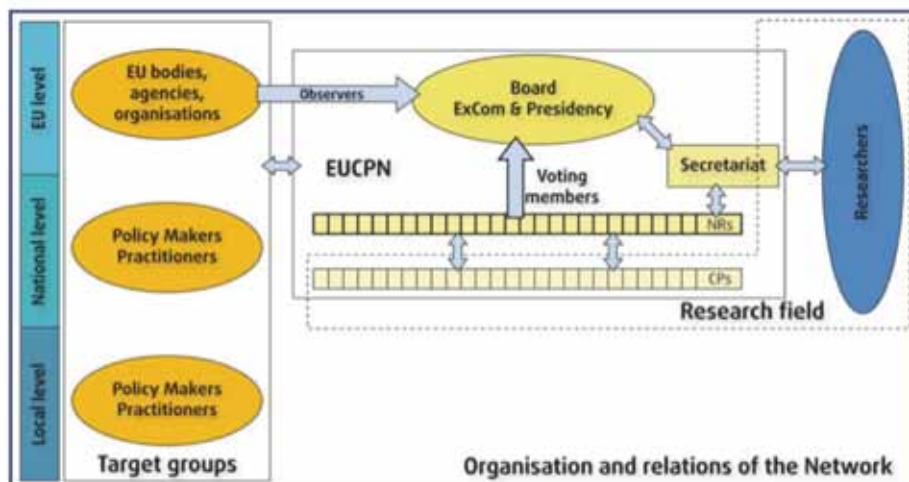 EU level
National level
Local level
EU bodies,
agencies,
organisations
Policy Makers
Practitioners
Policy Makers
Practitioners
Target groups
Observers
Board
ExCom & Presidency
EUCPN
Voting
members
Secretariat
NRs
CPs
Researchers
Research field
Organisation and relations of the Network